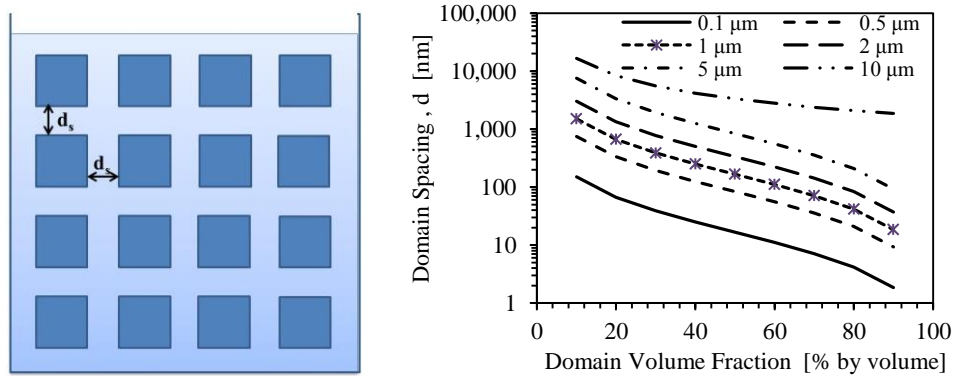 d_s
d_s
100,000
10,000
1,000
100
10
1
0.1 µm
0.5 µm
1 µm
2 µm
5 µm
10 µm
Domain Spacing , d [nm]
0
20
40
60
80
100
Domain Volume Fraction [% by volume]